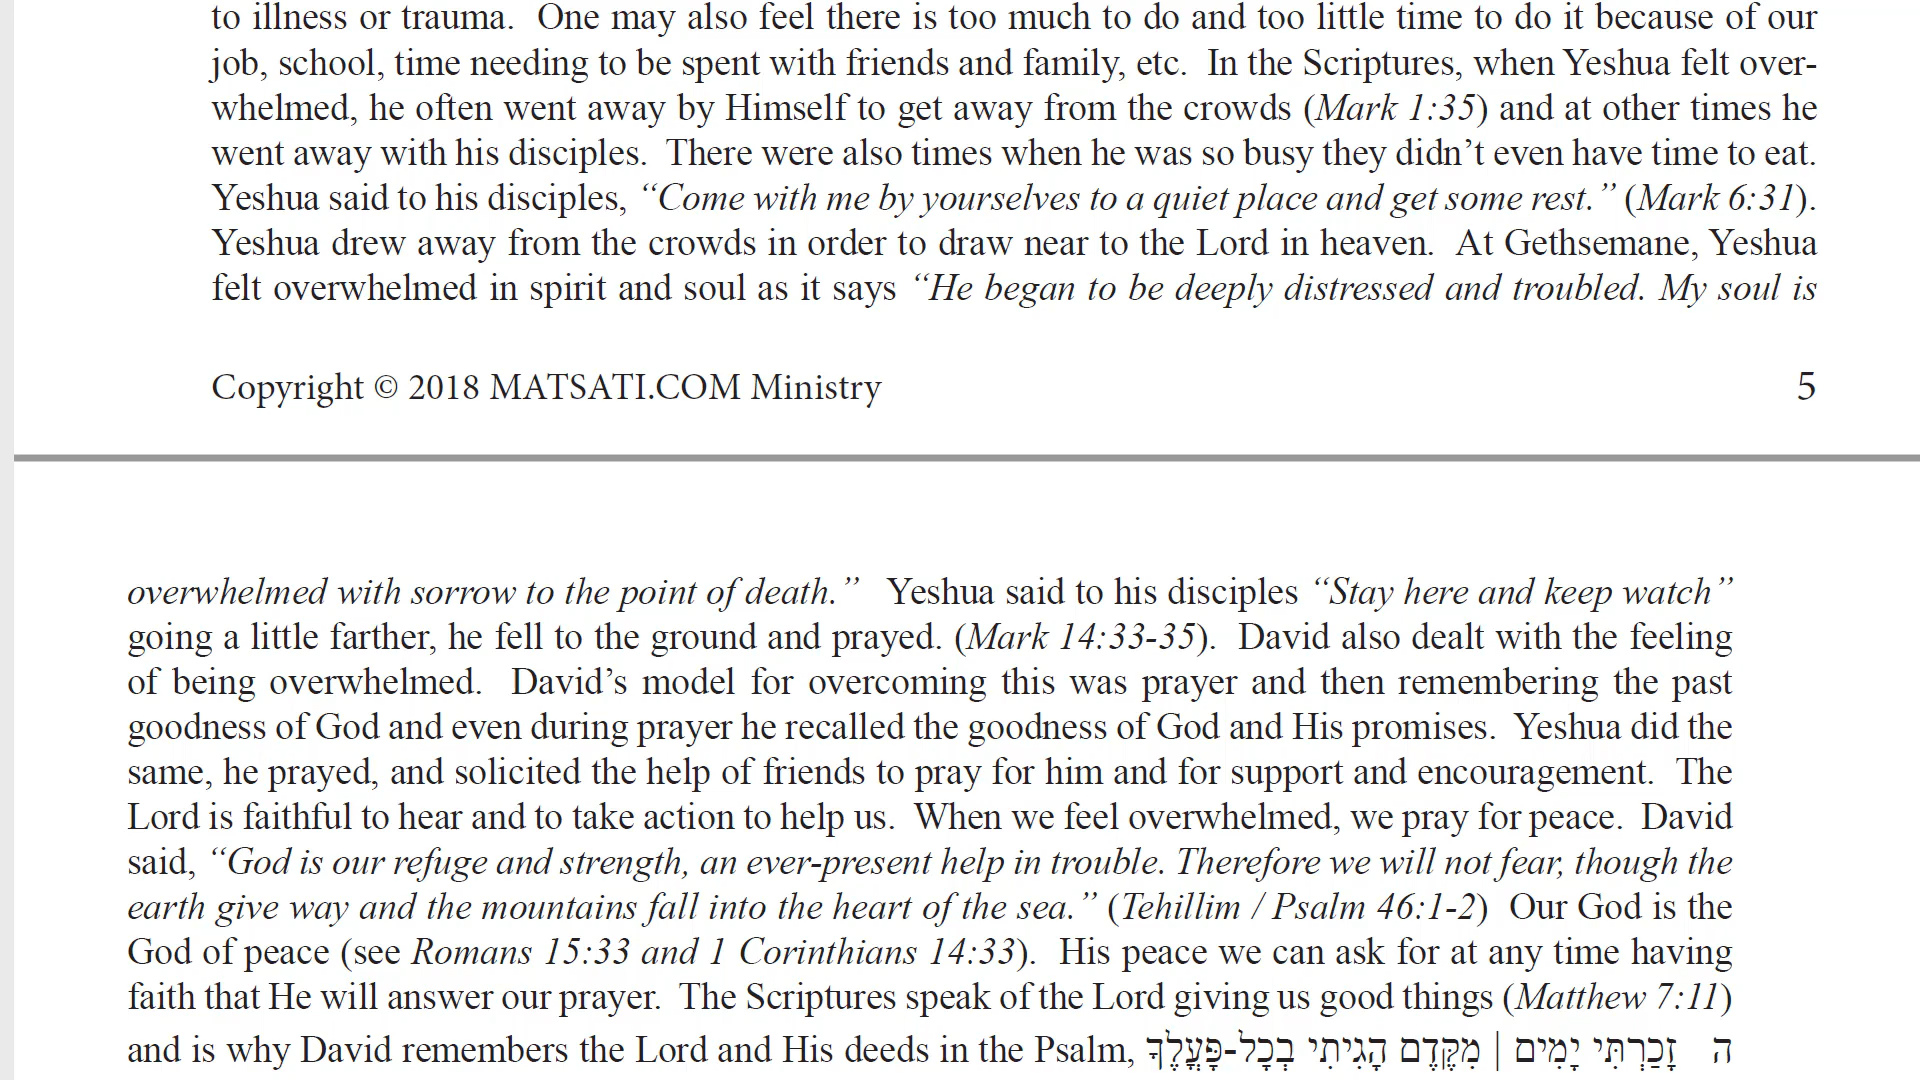 to illness or trauma.  One may also feel there is too much to do and too little time to do it because of our
job, school, time needing to be spent with friends and family, etc.  In the Scriptures, when Yeshua felt over-
whelmed, he often went away by Himself to get away from the crowds (Mark 1:35) and at other times he
went away with his disciples.  There were also times when he was so busy they didn’t even have time to eat.
Yeshua said to his disciples, “Come with me by yourselves to a quiet place and get some rest.” (Mark 6:31).
Yeshua drew away from the crowds in order to draw near to the Lord in heaven.  At Gethsemane, Yeshua
felt overwhelmed in spirit and soul as it says “He began to be deeply distressed and troubled. My soul is
Copyright © 2018 MATSATI.COM Ministry 5
overwhelmed with sorrow to the point of death.”  Yeshua said to his disciples “Stay here and keep watch”
going a little farther, he fell to the ground and prayed. (Mark 14:33-35).  David also dealt with the feeling
of being overwhelmed.  David’s model for overcoming this was prayer and then remembering the past
goodness of God and even during prayer he recalled the goodness of God and His promises.  Yeshua did the
same, he prayed, and solicited the help of friends to pray for him and for support and encouragement.  The
Lord is faithful to hear and to take action to help us.  When we feel overwhelmed, we pray for peace.  David
said, “God is our refuge and strength, an ever-present help in trouble. Therefore we will not fear, though the
earth give way and the mountains fall into the heart of the sea.” (Tehillim / Psalm 46:1-2)  Our God is the
God of peace (see Romans 15:33 and 1 Corinthians 14:33).  His peace we can ask for at any time having
faith that He will answer our prayer.  The Scriptures speak of the Lord giving us good things (Matthew 7:11)
and is why David remembers the Lord and His deeds in the Psalm, ה זָכַרְתִּי יָמִים | מִקֶּדֶם הָגִיתִי בְכָל-פָּעֳלֶךָ